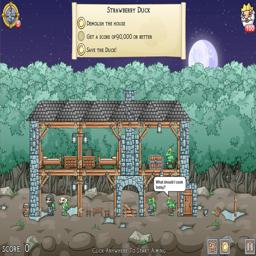 Strawberry Duck
Demolish the house
Get a score of 90,000 or better
Save the Duck!
100
What should I cook
today?
SCORE: 0
Click Anywhere To Start Aiming